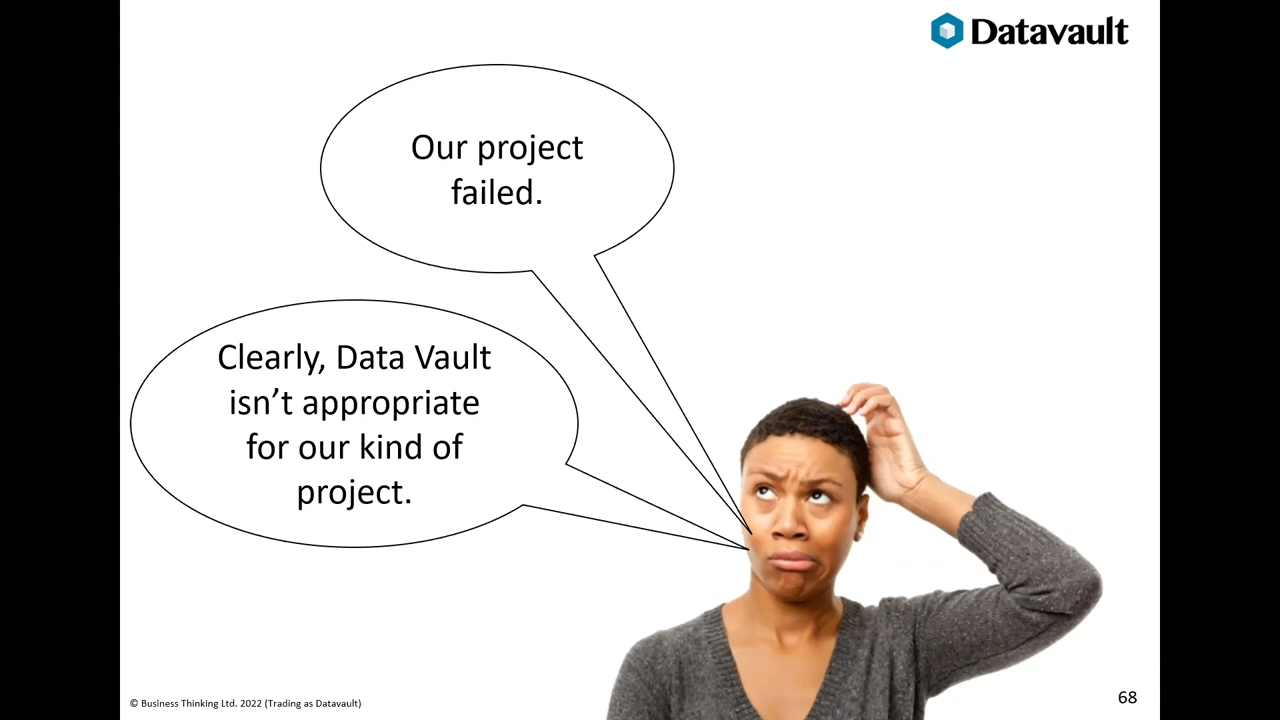 Datavault
Our project
failed.
Clearly, Data Vault
isn’t appropriate
for our kind of
project.
© Business Thinking Ltd. 2022 (Trading as Datavault)
68